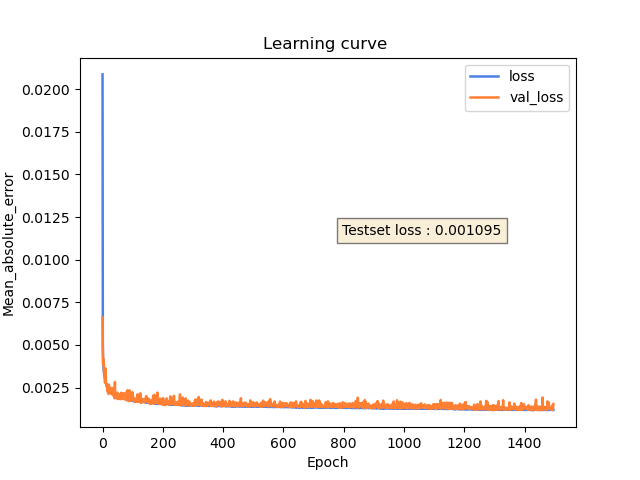 Learning curve
loss
val_loss
Testset loss : 0.001095
Mean_absolute_error
0.0200
0.0175
0.0150
0.0125
0.0100
0.0075
0.0050
0.0025
0 200 400 600 800 1000 1200 1400
Epoch